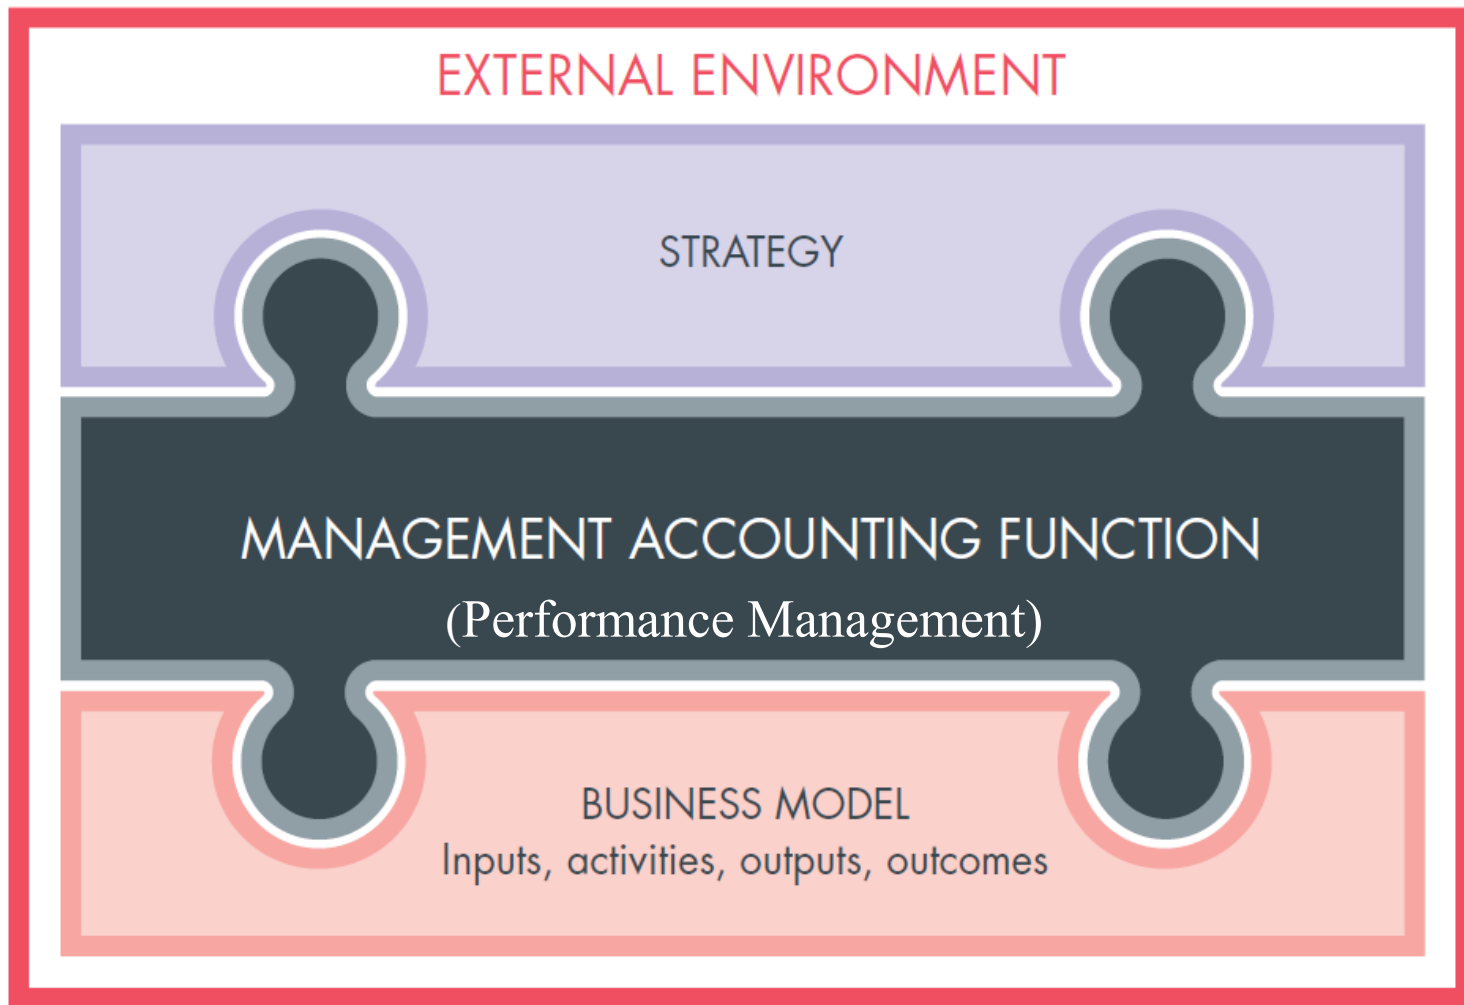 EXTERNAL ENVIRONMENT
STRATEGY
MANAGEMENT ACCOUNTING FUNCTION
(Performance Management)
BUSINESS MODEL
Inputs, activities, outputs, outcomes